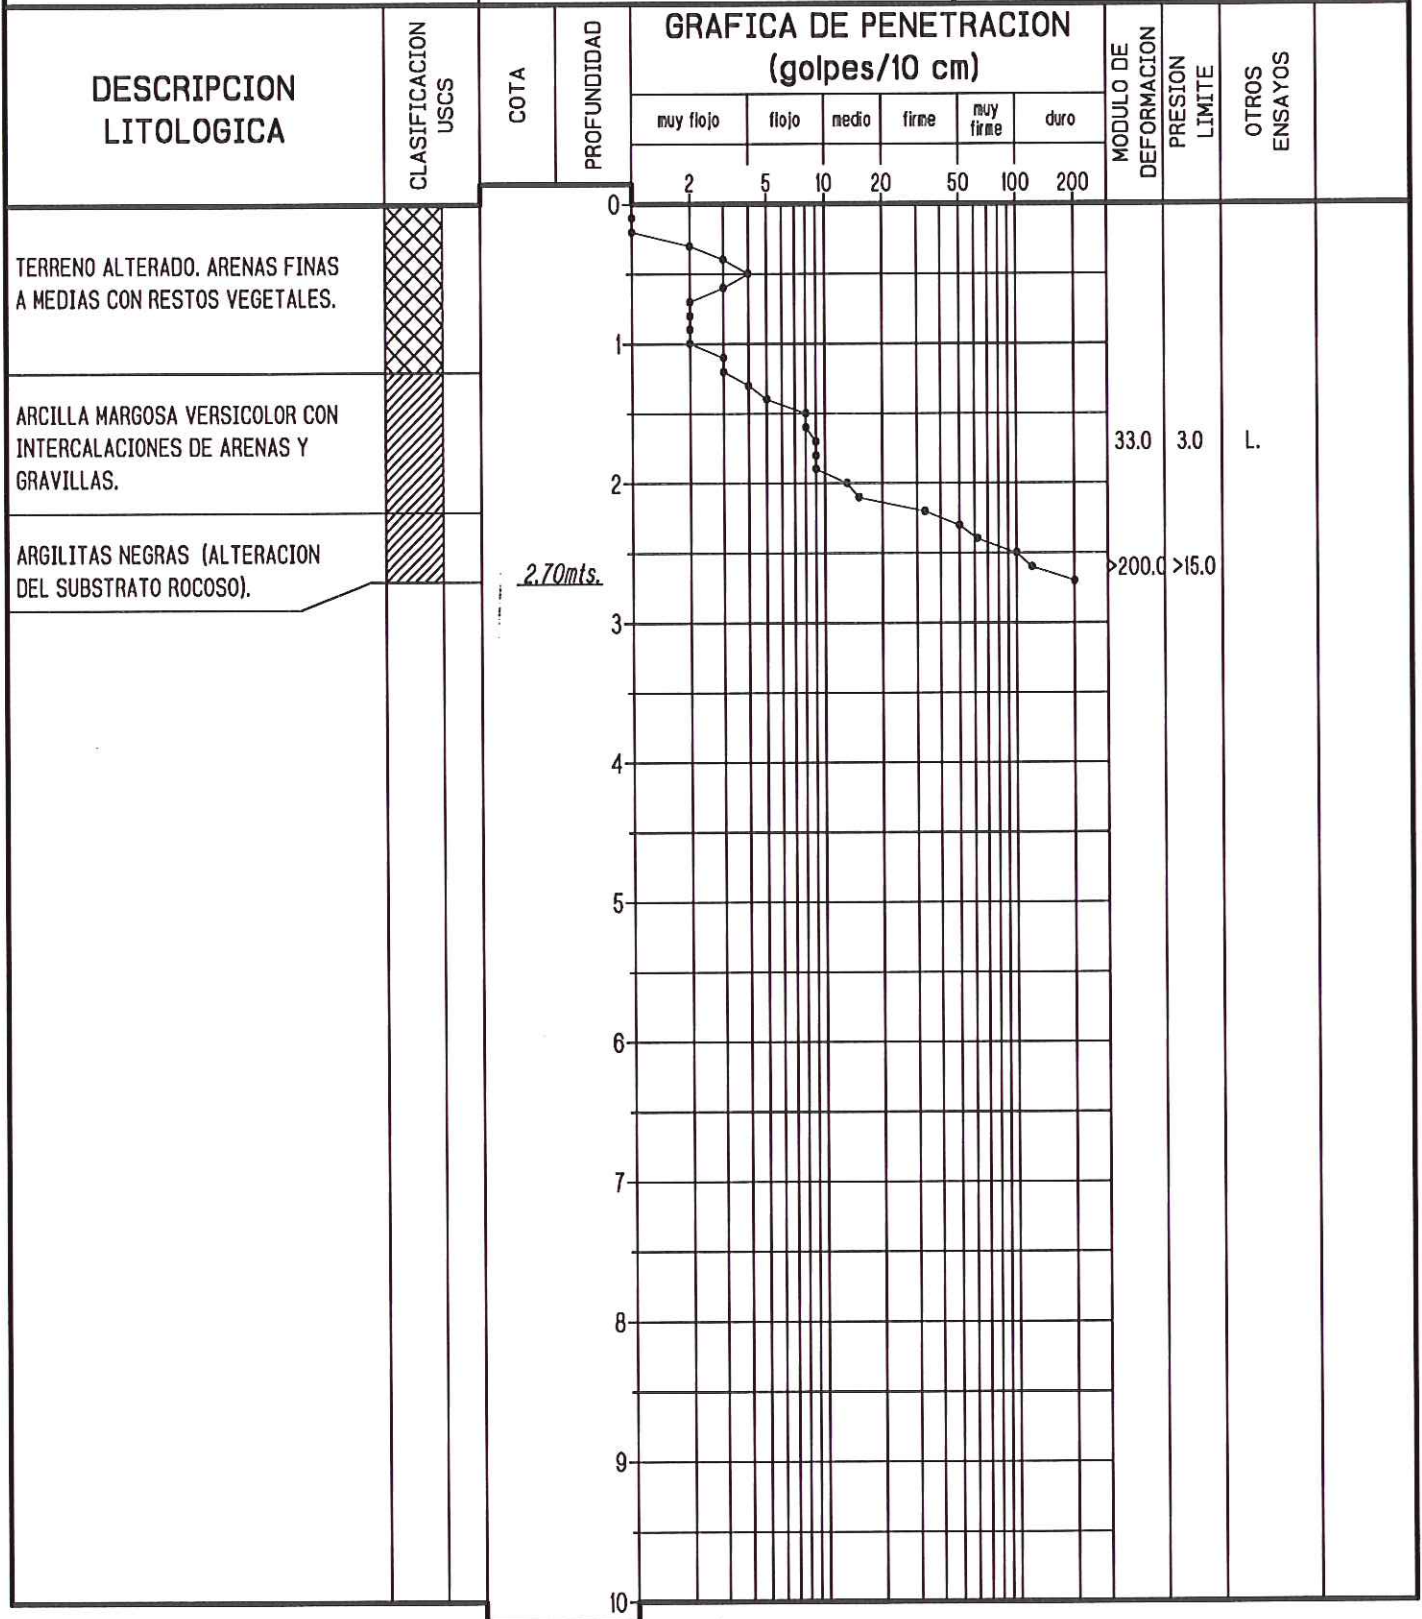 DESCRIPCION
LITOLOGICA
CLASIFICACION
USCS
COTA
PROFUNDIDAD
GRAFICA DE PENETRACION
(golpes/10 cm)
muy flojo
flojo
medio
firme
muy
firme
duro
2 5 10 20 50 100 200
MODULO DE
DEFORMACION
PRESION
LIMITE
OTROS
ENSAYOS
0
TERRENO ALTERADO. ARENAS FINAS
A MEDIAS CON RESTOS VEGETALES.
1
ARCILLA MARGOSA VERSICOLOR CON
INTERCALACIONES DE ARENAS Y
GRAVILLAS.
33.0 3.0 L.
2
ARGILITAS NEGRAS (ALTERACION
DEL SUBSTRATO ROCOSO).
2.70mts.
>200.0 >15.0
3
4
5
6
7
8
9
10